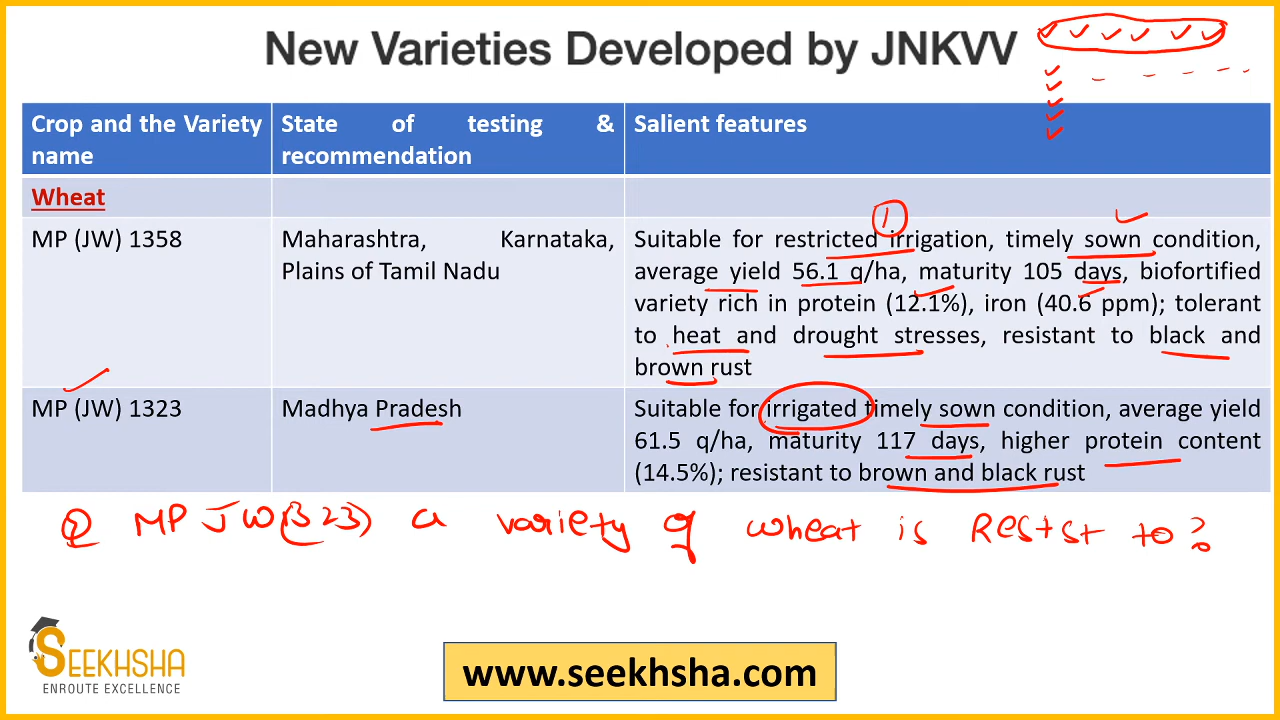 New Varieties Developed by JNKVV
Crop and the Variety name
State of testing & recommendation
Salient features
Wheat
MP (JW) 1358
Maharashtra, Karnataka,
Plains of Tamil Nadu
1
Suitable for restricted irrigation, timely sown condition,
average yield 56.1 q/ha, maturity 105 days, biofortified
variety rich in protein (12.1%), iron (40.6 ppm); tolerant
to heat and drought stresses, resistant to black and
brown rust
MP (JW) 1323
Madhya Pradesh
Suitable for irrigated timely sown condition, average yield
61.5 q/ha, maturity 117 days, higher protein content
(14.5%); resistant to brown and black rust
Q MP JW a variety of wheat is to?
SEEKHSHA
ENROUTE EXCELLENCE
www.seekhsha.com